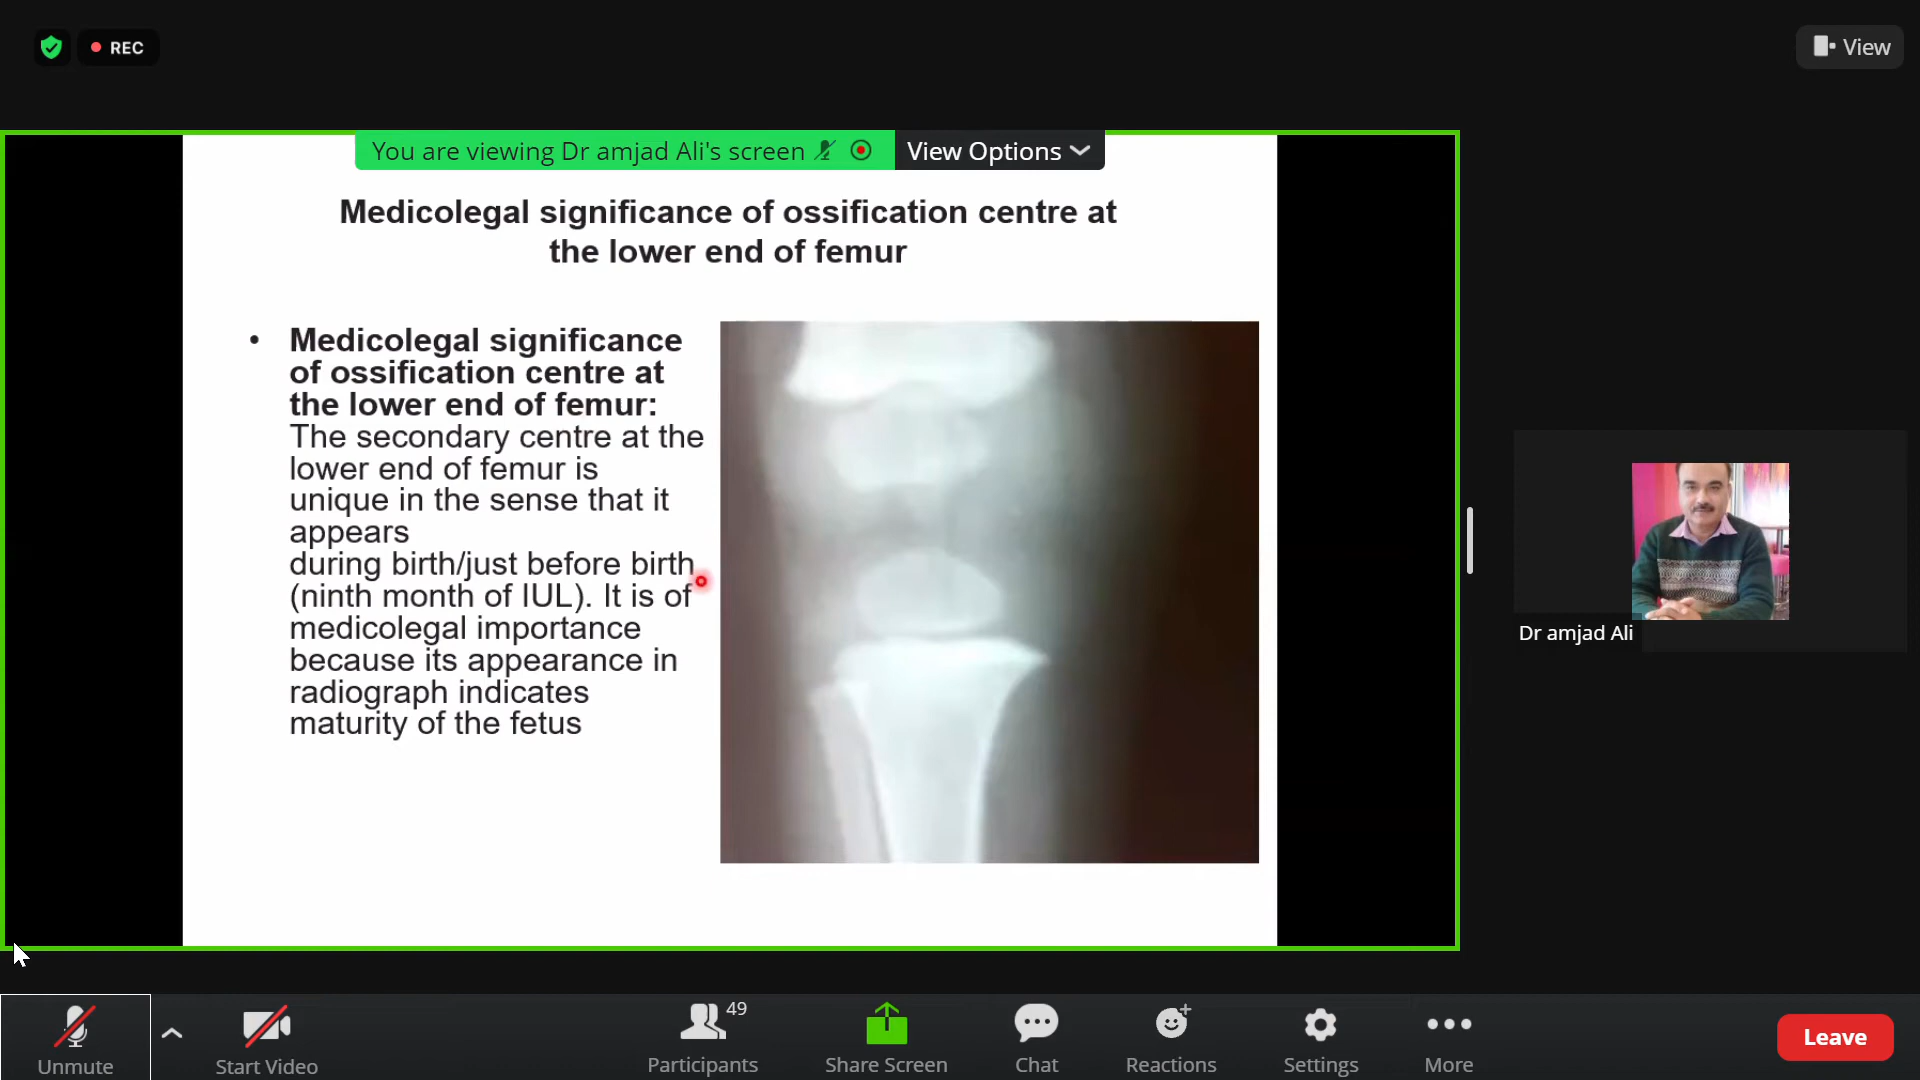 REC
View
You are viewing Dr amjad Ali's screen
View Options
Medicolegal significance of ossification centre at
the lower end of femur
• Medicolegal significance
of ossification centre at
the lower end of femur:
The secondary centre at the
lower end of femur is
unique in the sense that it
appears
during birth/just before birth
(ninth month of IUL). It is of
medicolegal importance
because its appearance in
radiograph indicates
maturity of the fetus
Dr amjad Ali
Unmute
Start Video
49
Participants
Share Screen
Chat
Reactions
Settings
More
Leave